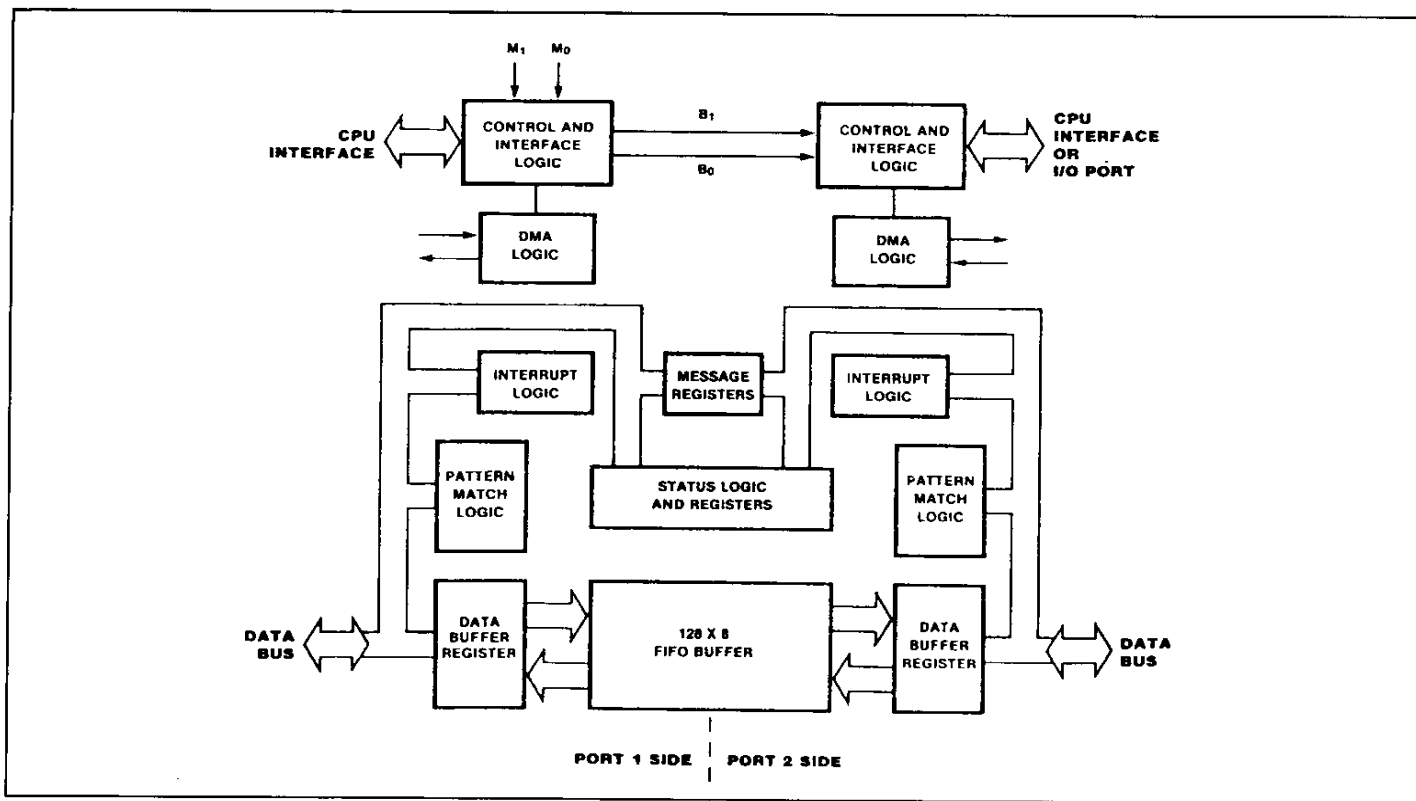 M1 M0
CPU
INTERFACE
CONTROL AND
INTERFACE
LOGIC
B1
B0
CONTROL AND
INTERFACE
LOGIC
CPU
INTERFACE
OR
I/O PORT
DMA
LOGIC
DMA
LOGIC
INTERRUPT
LOGIC
MESSAGE
REGISTERS
INTERRUPT
LOGIC
PATTERN
MATCH
LOGIC
STATUS LOGIC
AND REGISTERS
PATTERN
MATCH
LOGIC
DATA
BUS
DATA
BUFFER
REGISTER
128 X 8
FIFO BUFFER
DATA
BUFFER
REGISTER
DATA
BUS
PORT 1 SIDE
PORT 2 SIDE